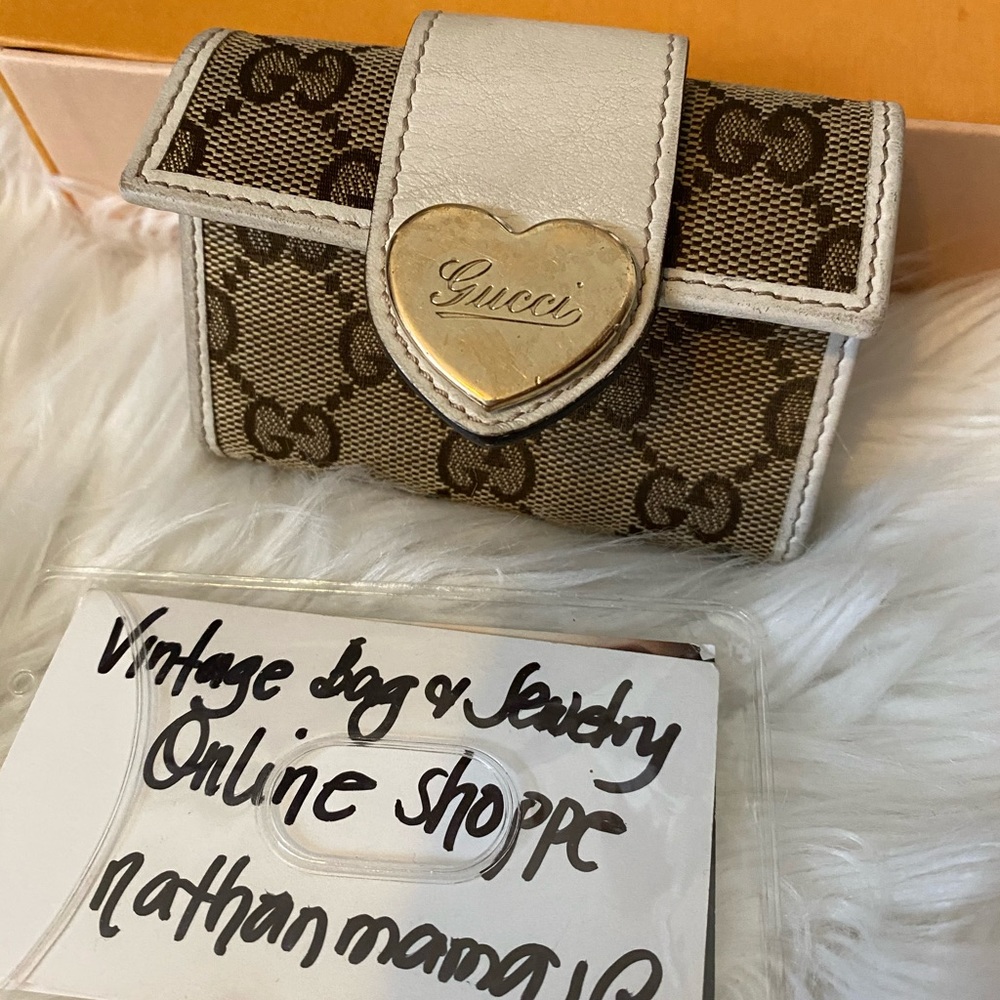 Gucci
Vintage Bag & Jewelry
Online Shoppe
nathanmama